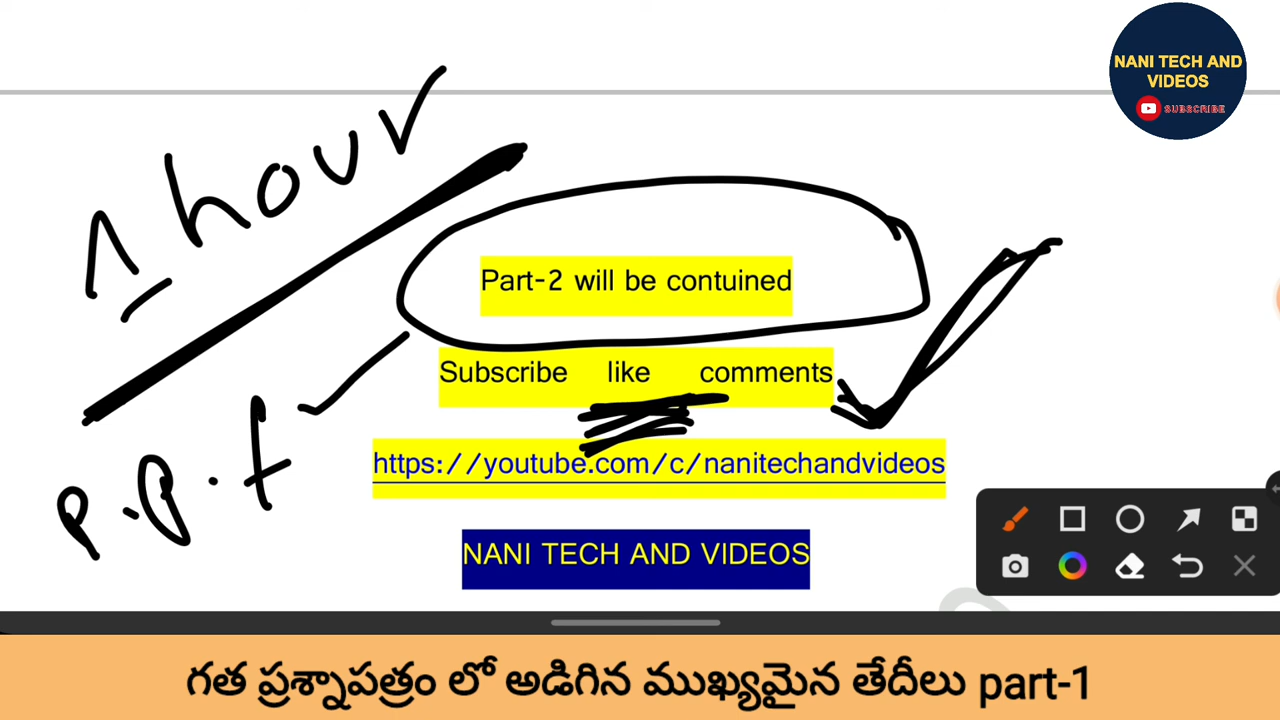 NANI TECH AND
VIDEOS
SUBSCRIBE
1 hour
Part-2 will be contuined
Subscribe like comments
P.P.f
https://youtube.com/c/nanitechandvideos
NANI TECH AND VIDEOS
గత ప్రశ్నాపత్రం లో అడిగిన ముఖ్యమైన తేదీలు part-1